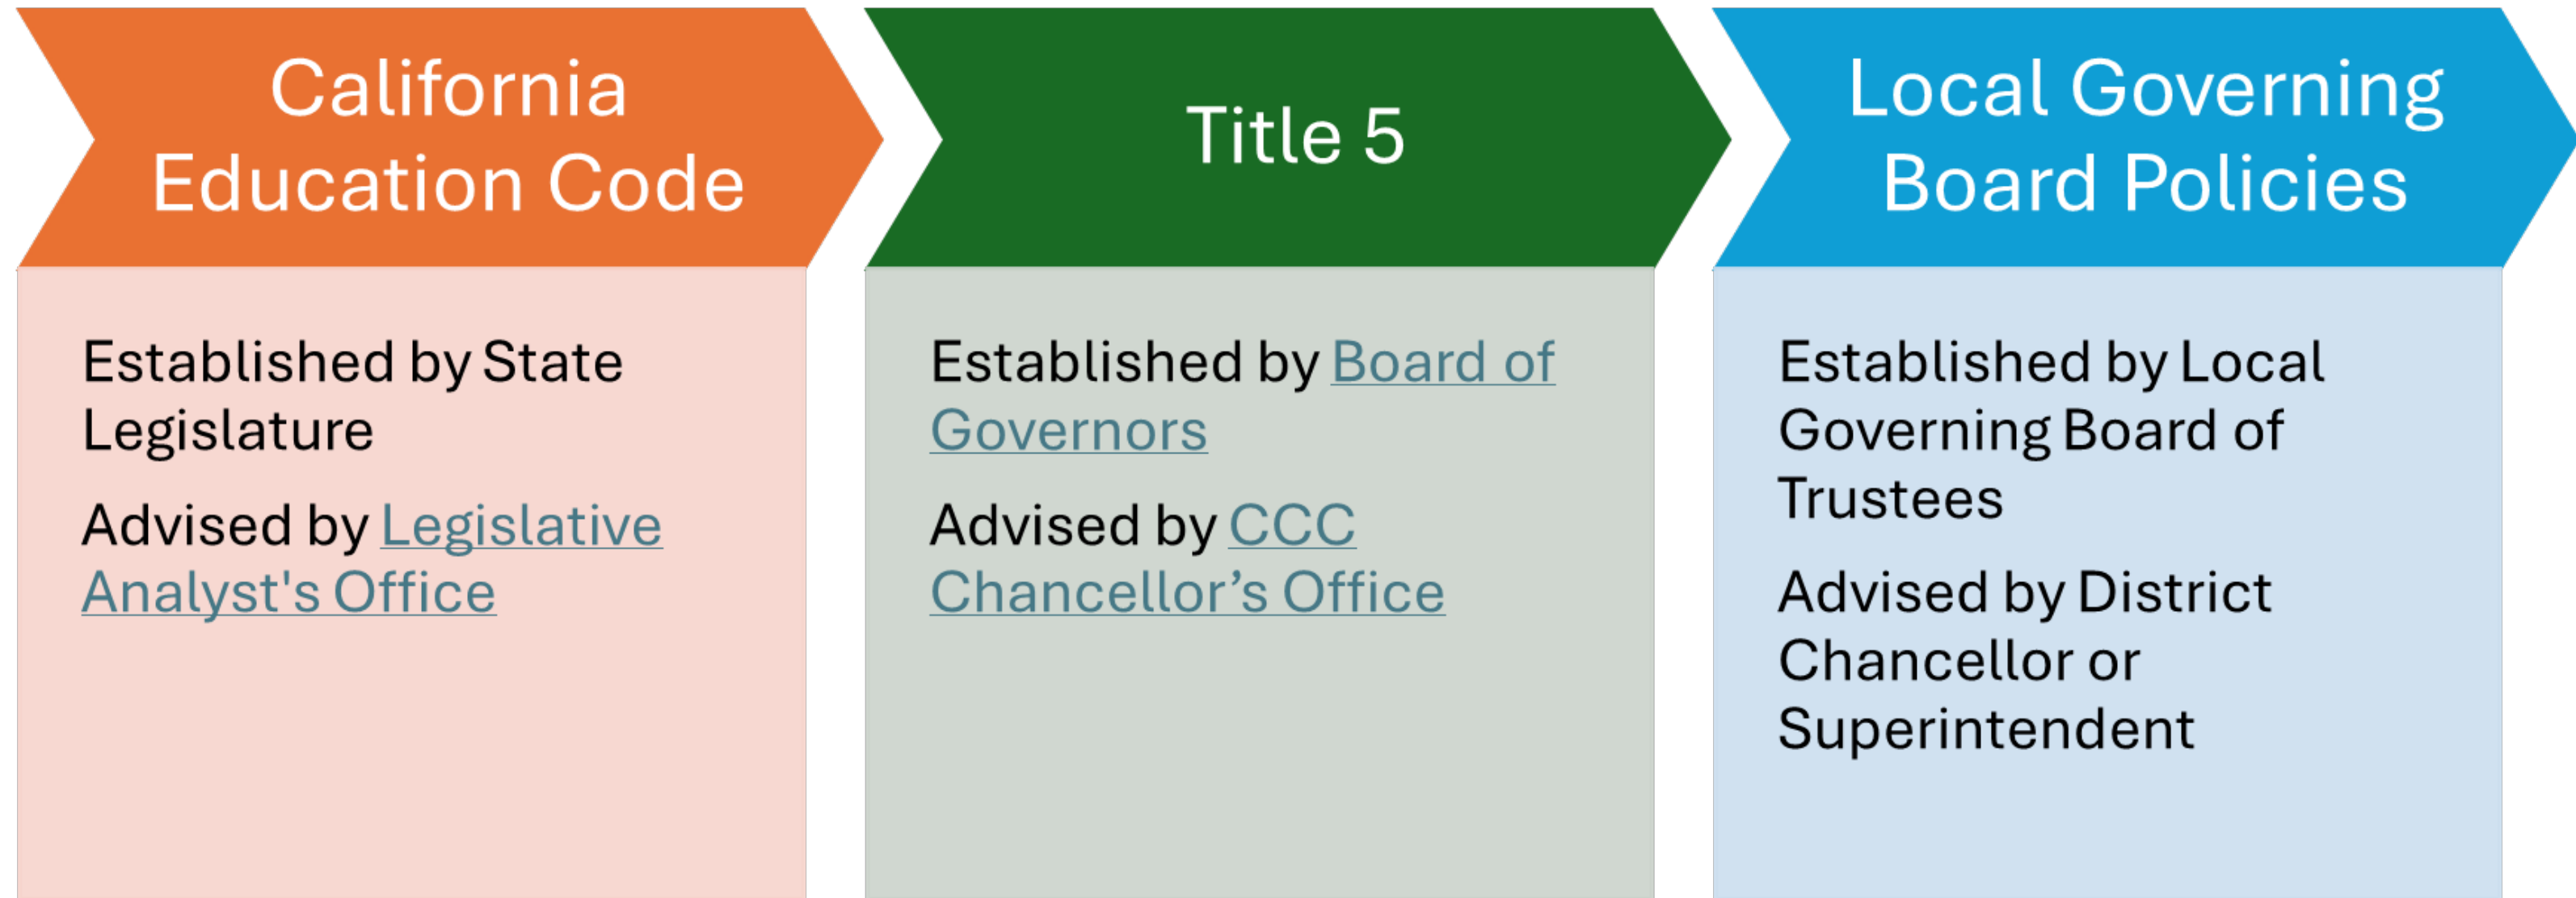 California
Education Code
Established by State
Legislature
Advised by Legislative
Analyst's Office
Title 5
Established by Board of
Governors
Advised by CCC
Chancellor’s Office
Local Governing
Board Policies
Established by Local
Governing Board of
Trustees
Advised by District
Chancellor or
Superintendent